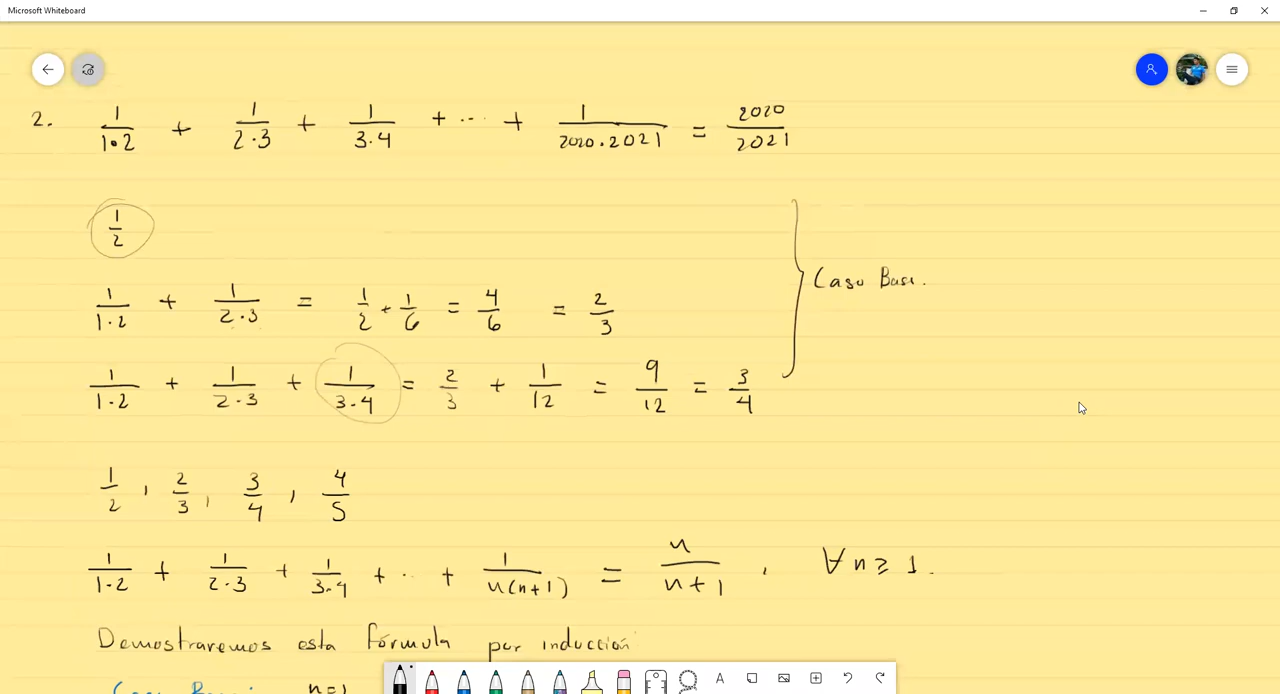 Microsoft Whiteboard
2. 1/(1·2) + 1/(2·3) + 1/(3·4) + ... + 1/(2020·2021) = 2020/2021
1/2
1/(1·2) + 1/(2·3) = 1/2 + 1/6 = 4/6 = 2/3
Caso Base.
1/(1·2) + 1/(2·3) + 1/(3·4) = 2/3 + 1/12 = 9/12 = 3/4
1/2, 2/3, 3/4, 4/5
1/(1·2) + 1/(2·3) + 1/(3·4) + ... + 1/(n(n+1)) = n/(n+1), ∀n≥1.
Demostraremos esta fórmula por inducción
n=1
A